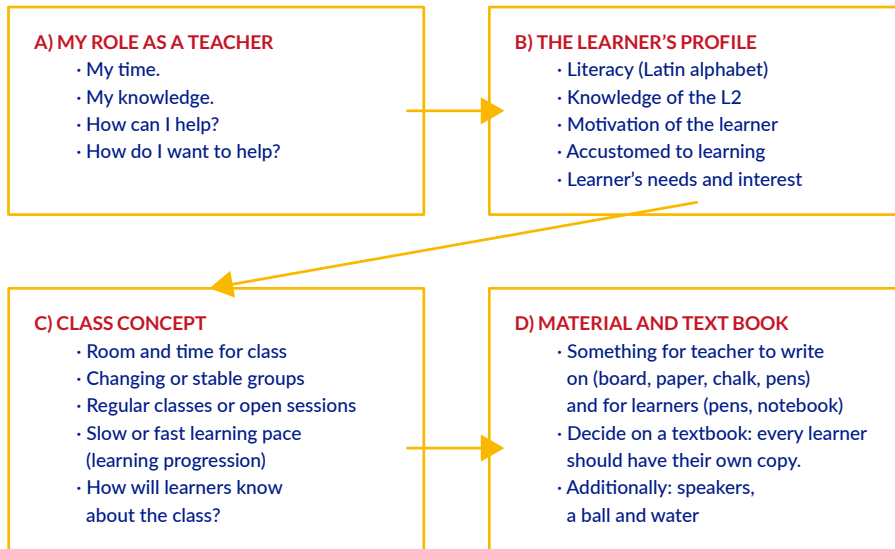 A) MY ROLE AS A TEACHER
· My time.
· My knowledge.
· How can I help?
· How do I want to help?
B) THE LEARNER’S PROFILE
· Literacy (Latin alphabet)
· Knowledge of the L2
· Motivation of the learner
· Accustomed to learning
· Learner’s needs and interest
C) CLASS CONCEPT
· Room and time for class
· Changing or stable groups
· Regular classes or open sessions
· Slow or fast learning pace
(learning progression)
· How will learners know
about the class?
D) MATERIAL AND TEXT BOOK
· Something for teacher to write
on (board, paper, chalk, pens)
and for learners (pens, notebook)
· Decide on a textbook: every learner
should have their own copy.
· Additionally: speakers,
a ball and water